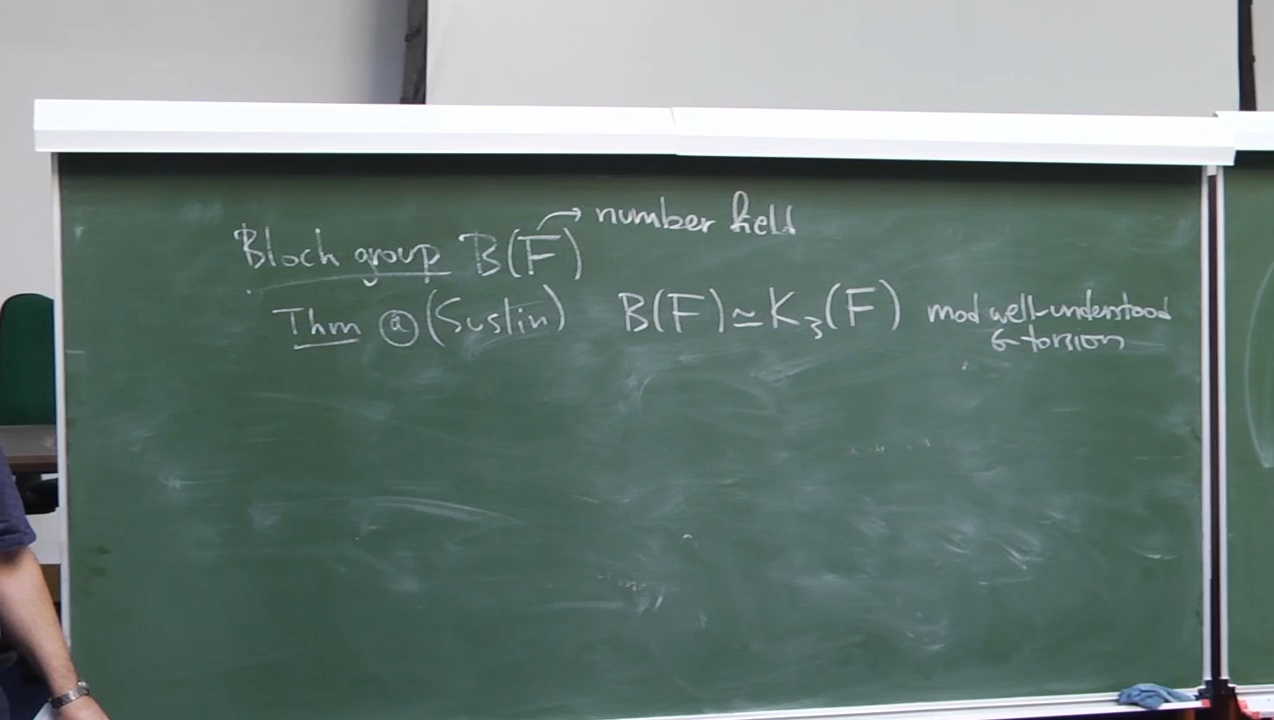 Bloch group B(F) → number field
Thm ⓐ (Suslin) B(F) ≃ K₃(F) mod well-understood
6-torsion